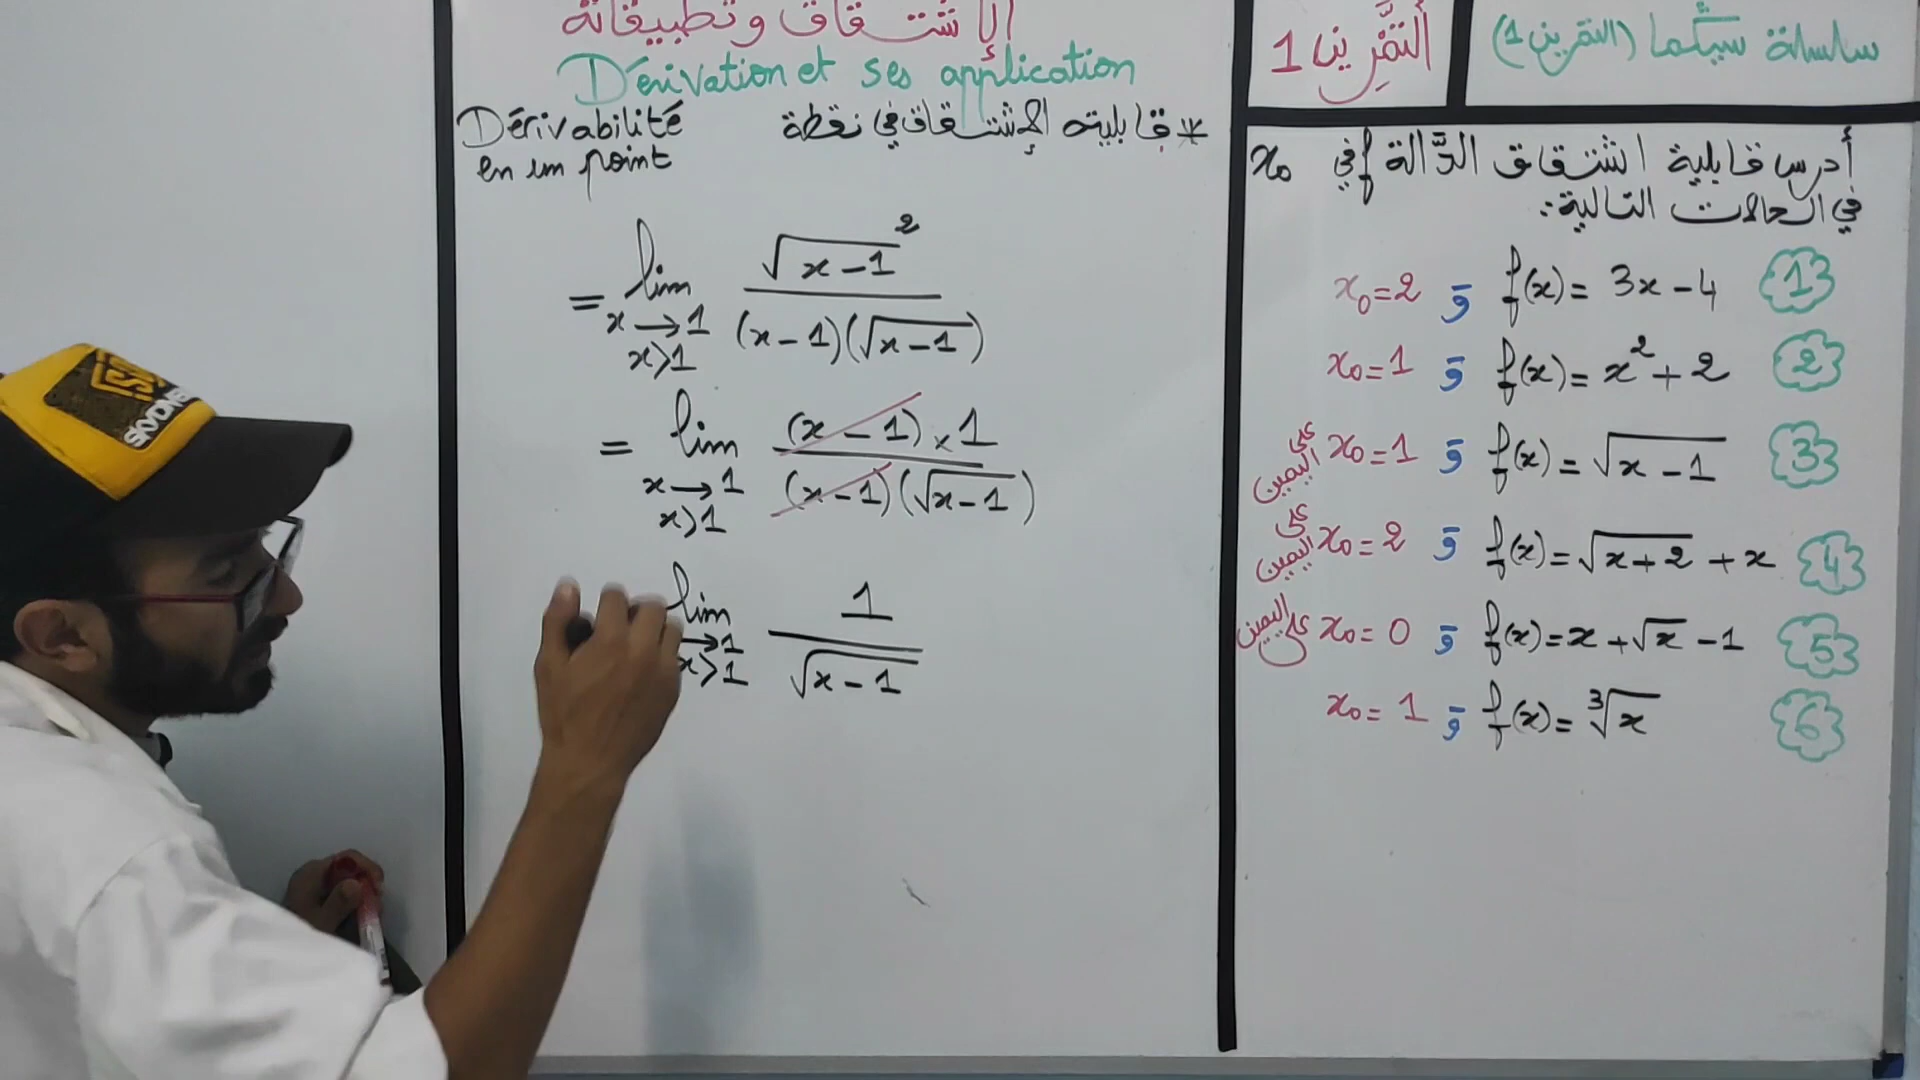 الإشتقاق وتطبيقاته
Dérivation et ses application
* قابلية الإشتقاق في نقطة
Dérivabilité
en un point
= lim x→1 x>1 √(x-1)² / (x-1)(√(x-1))
= lim x→1 x>1 (x-1)×1 / (x-1)(√(x-1))
lim →1 x>1 1 / √(x-1)
سلسلة سيڭما (التمرين 1)
التمرين 1
أدرس قابلية اشتقاق الدالة f في x₀
في الحالات التالية:
1 f(x) = 3x - 4 و x₀ = 2
2 f(x) = x² + 2 و x₀ = 1
3 f(x) = √(x-1) و x₀ = 1 على اليمين
4 f(x) = √(x+2) + x و x₀ = 2 على اليمين
5 f(x) = x + √x - 1 و x₀ = 0 على اليمين
6 f(x) = ³√x و x₀ = 1